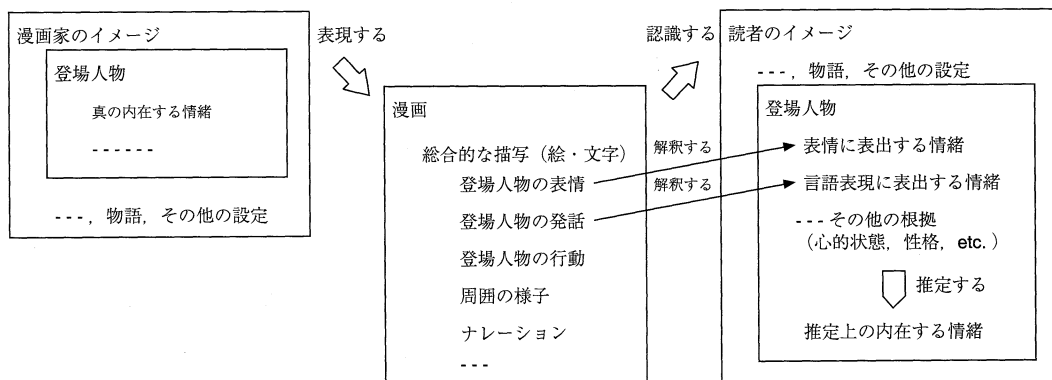 漫画家のイメージ
登場人物
真の内在する情緒
------
---，物語，その他の設定
表現する
漫画
総合的な描写（絵・文字）
登場人物の表情
登場人物の発話
登場人物の行動
周囲の様子
ナレーション
---
認識する
解釈する
解釈する
読者のイメージ
---，物語，その他の設定
登場人物
表情に表出する情緒
言語表現に表出する情緒
---その他の根拠
（心的状態，性格，etc.）
推定する
推定上の内在する情緒